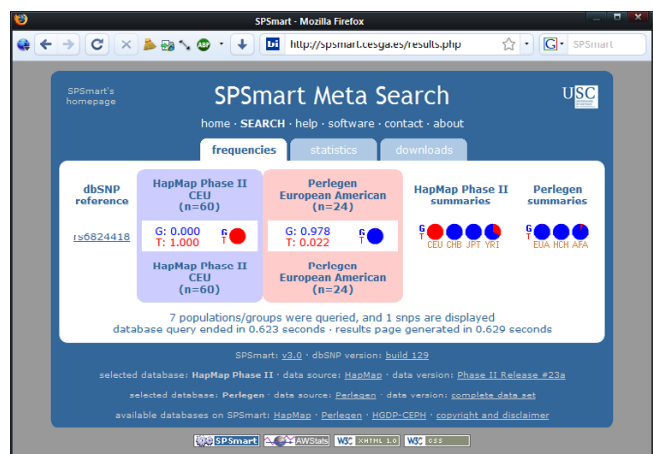 SPSmart - Mozilla Firefox
http://spsmart.cesga.es/results.php
SPSmart
SPSmart's
homepage
SPSmart Meta Search
USC
home · SEARCH · help · software · contact · about
frequencies statistics downloads
dbSNP
reference
HapMap Phase II
CEU
(n=60)
Perlegen
European American
(n=24)
HapMap Phase II
summaries
Perlegen
summaries
rs6824418
G: 0.000
T: 1.000
G
T
G: 0.978
T: 0.022
G
T
G
T
CEU CHB JPT YRI
G
T
EUA HCH AFA
HapMap Phase II
CEU
(n=60)
Perlegen
European American
(n=24)
7 populations/groups were queried, and 1 snps are displayed
database query ended in 0.623 seconds · results page generated in 0.629 seconds
SPSmart: v3.0 · dbSNP version: build 129
selected database: HapMap Phase II · data source: HapMap · data version: Phase II Release #23a
selected database: Perlegen · data source: Perlegen · data version: complete data set
available databases on SPSmart: HapMap · Perlegen · HGDP-CEPH · copyright and disclaimer
SPSmart AWStats W3C XHTML 1.0 W3C CSS